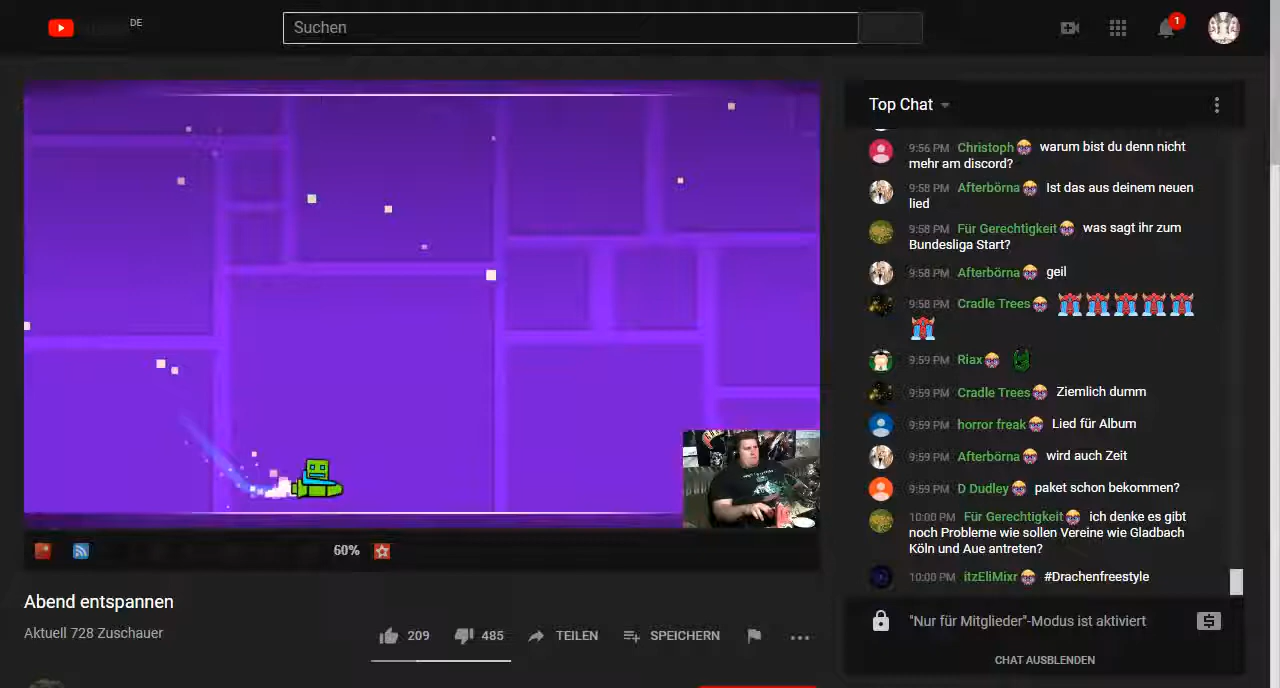 DE
Suchen
1
Top Chat
9:56 PM Christoph warum bist du denn nicht
mehr am discord?
9:58 PM Afterbörna Ist das aus deinem neuen
lied
9:58 PM Für Gerechtigkeit was sagt ihr zum
Bundesliga Start?
9:58 PM Afterbörna geil
9:58 PM Cradle Trees
9:59 PM Riax
9:59 PM Cradle Trees Ziemlich dumm
9:59 PM horror freak Lied für Album
9:59 PM Afterbörna wird auch Zeit
9:59 PM D Dudley paket schon bekommen?
10:00 PM Für Gerechtigkeit ich denke es gibt
noch Probleme wie sollen Vereine wie Gladbach
Köln und Aue antreten?
10:00 PM itzEliMixr #Drachenfreestyle
"Nur für Mitglieder"-Modus ist aktiviert
CHAT AUSBLENDEN
60%
Abend entspannen
Aktuell 728 Zuschauer
209 485 TEILEN SPEICHERN